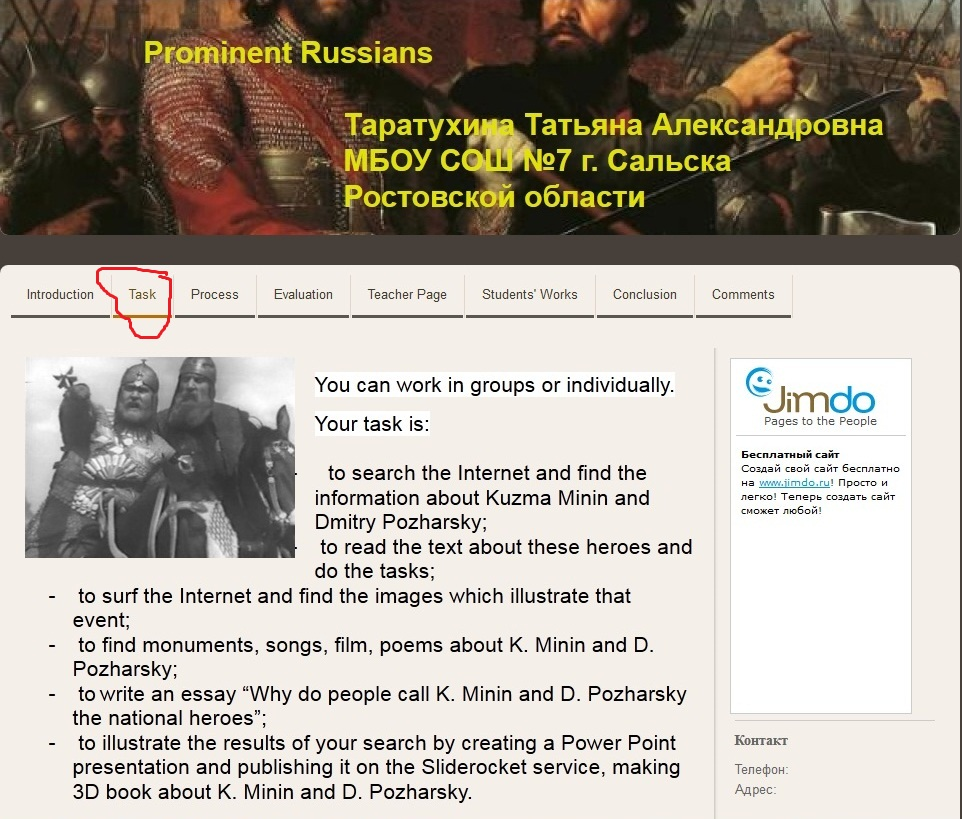 Prominent Russians
Таратухина Татьяна Александровна
МБОУ СОШ №7 г. Сальска
Ростовской области
Introduction Task Process Evaluation Teacher Page Students' Works Conclusion Comments
You can work in groups or individually.
Your task is:
- to search the Internet and find the
information about Kuzma Minin and
Dmitry Pozharsky;
- to read the text about these heroes and
do the tasks;
- to surf the Internet and find the images which illustrate that
event;
- to find monuments, songs, film, poems about K. Minin and D.
Pozharsky;
- to write an essay “Why do people call K. Minin and D. Pozharsky
the national heroes”;
- to illustrate the results of your search by creating a Power Point
presentation and publishing it on the Sliderocket service, making
3D book about K. Minin and D. Pozharsky.
Jimdo
Pages to the People
Бесплатный сайт
Создай свой сайт бесплатно
на www.jimdo.ru! Просто и
легко! Теперь создать сайт
сможет любой!
Контакт
Телефон:
Адрес: